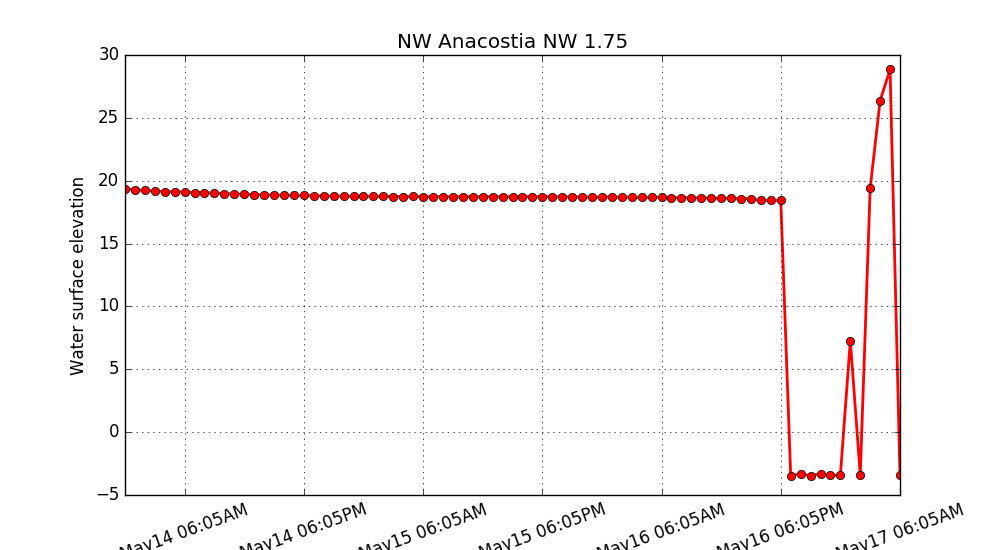 NW Anacostia NW 1.75
Water surface elevation
30
25
20
15
10
5
0
−5
May14 06:05AM
May14 06:05PM
May15 06:05AM
May15 06:05PM
May16 06:05AM
May16 06:05PM
May17 06:05AM